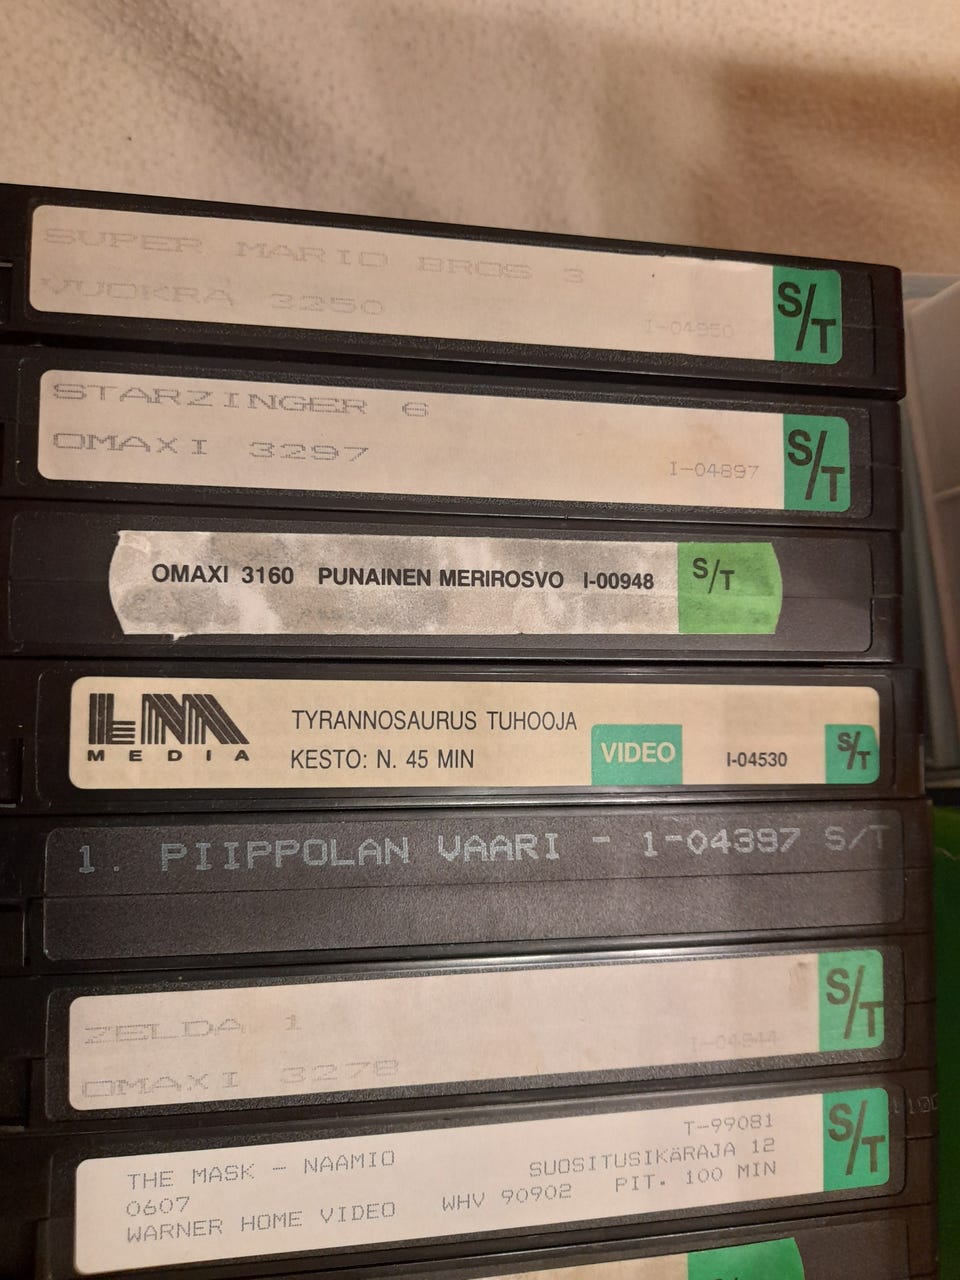 SUPER MARIO BROS 3
VUOKRA 3250
I-04950
S/T
STARZINGER 6
OMAXI 3297
I-04897
S/T
OMAXI 3160 PUNAINEN MERIROSVO I-00948 S/T
LM
MEDIA
TYRANNOSAURUS TUHOOJA
KESTO: N. 45 MIN
VIDEO
I-04530
S/T
1. PIIPPOLAN VAARI - 1-04397 S/T
ZELDA 1
OMAXI 3278
I-04944
S/T
T-99081
THE MASK - NAAMIO SUOSITUSIKÄRAJA 12
0607 WHV 90902 PIT. 100 MIN
WARNER HOME VIDEO
S/T